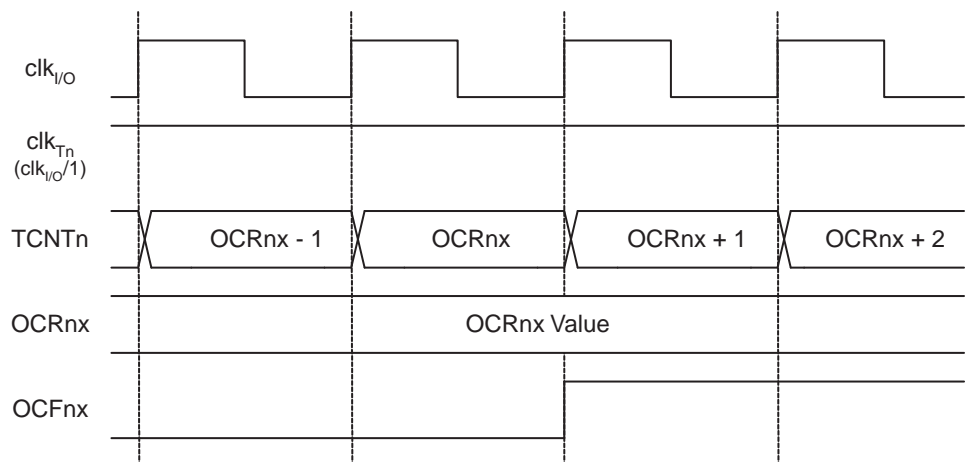 clkI/O
clkTn
(clkI/O/1)
TCNTn
OCRnx - 1
OCRnx
OCRnx + 1
OCRnx + 2
OCRnx
OCRnx Value
OCFnx